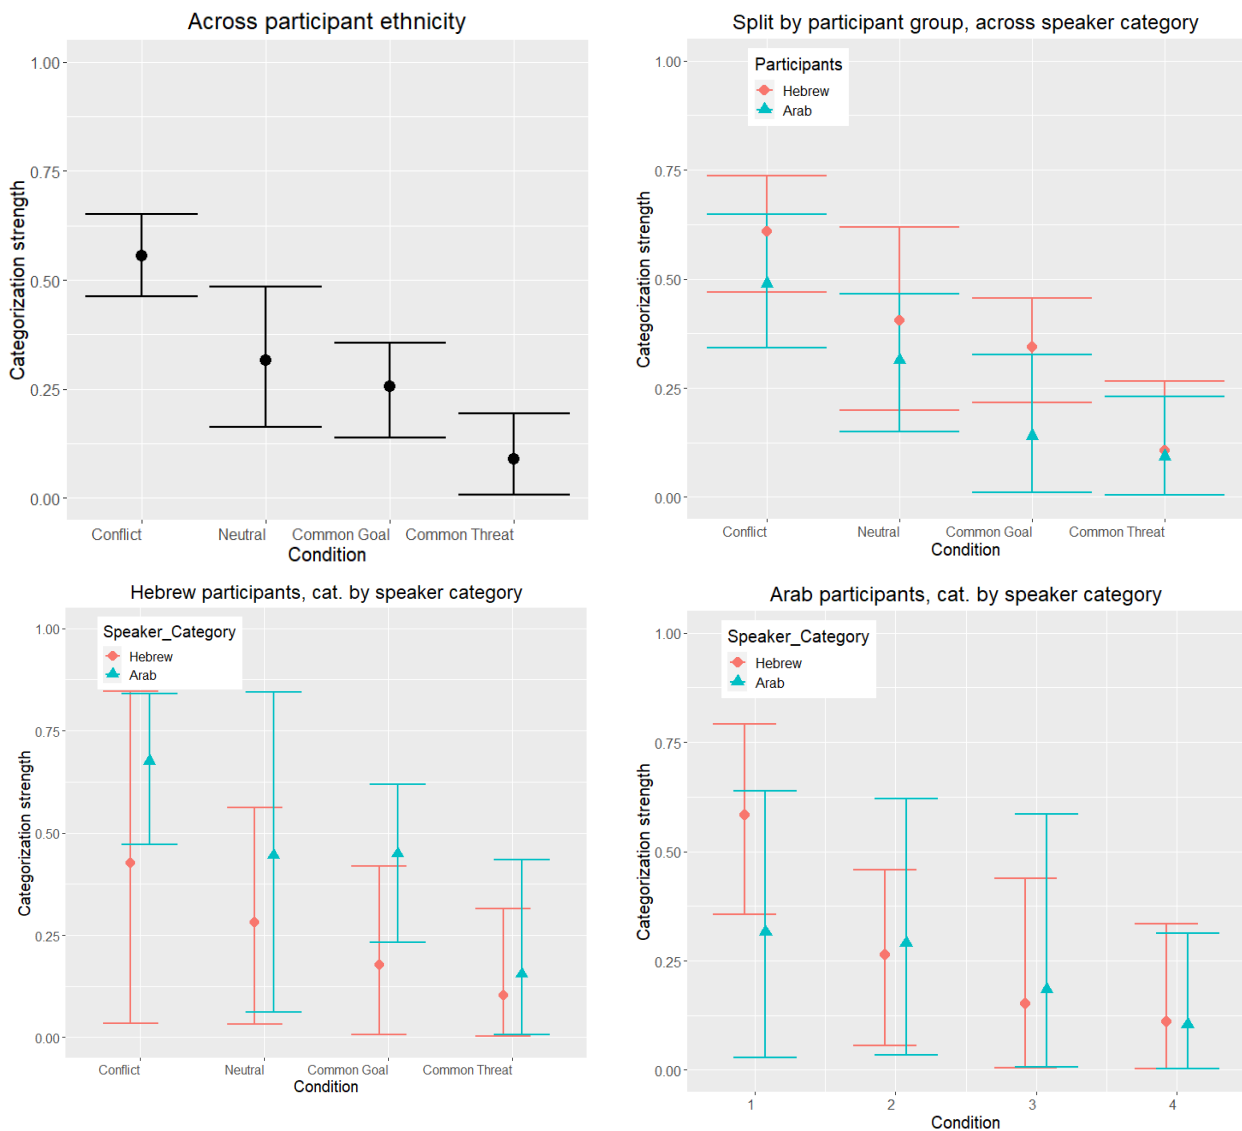 Across participant ethnicity
1.00
0.75
0.50
0.25
0.00
Categorization strength
Conflict Neutral Common Goal Common Threat
Condition
Split by participant group, across speaker category
Participants
Hebrew
Arab
1.00
0.75
0.50
0.25
0.00
Categorization strength
Conflict Neutral Common Goal Common Threat
Condition
Hebrew participants, cat. by speaker category
Speaker_Category
Hebrew
Arab
1.00
0.75
0.50
0.25
0.00
Categorization strength
Conflict Neutral Common Goal Common Threat
Condition
Arab participants, cat. by speaker category
Speaker_Category
Hebrew
Arab
1.00
0.75
0.50
0.25
0.00
Categorization strength
1 2 3 4
Condition